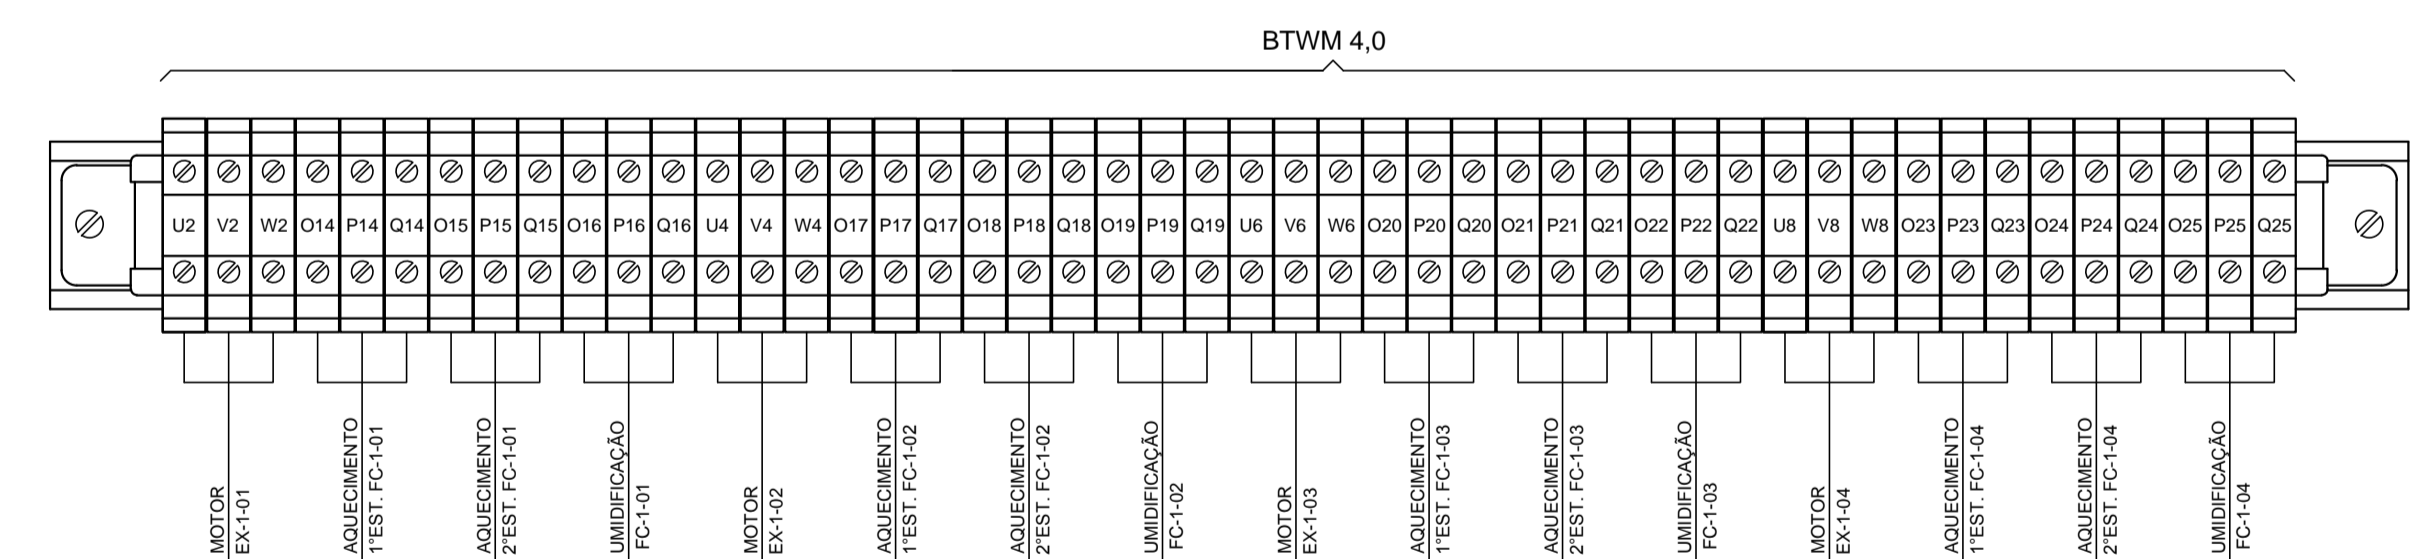 BTWM 4,0
U2 V2 W2 O14 P14 Q14 O15 P15 Q15 O16 P16 Q16 U4 V4 W4 O17 P17 Q17 O18 P18 Q18 O19 P19 Q19 U6 V6 W6 O20 P20 Q20 O21 P21 Q21 O22 P22 Q22 U8 V8 W8 O23 P23 Q23 O24 P24 Q24 O25 P25 Q25
MOTOR
EX-1-01
AQUECIMENTO
1°EST. FC-1-01
AQUECIMENTO
2°EST. FC-1-01
UMIDIFICAÇÃO
FC-1-01
MOTOR
EX-1-02
AQUECIMENTO
1°EST. FC-1-02
AQUECIMENTO
2°EST. FC-1-02
UMIDIFICAÇÃO
FC-1-02
MOTOR
EX-1-03
AQUECIMENTO
1°EST. FC-1-03
AQUECIMENTO
2°EST. FC-1-03
UMIDIFICAÇÃO
FC-1-03
MOTOR
EX-1-04
AQUECIMENTO
1°EST. FC-1-04
AQUECIMENTO
2°EST. FC-1-04
UMIDIFICAÇÃO
FC-1-04